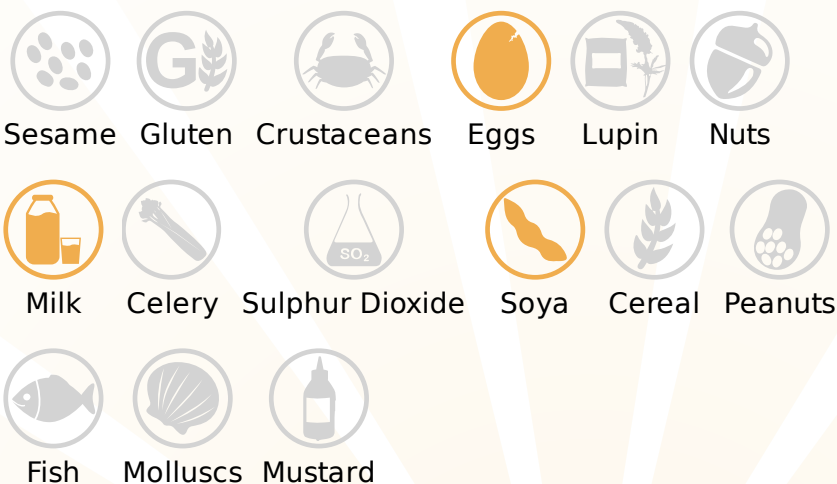 G
Sesame Gluten Crustaceans Eggs Lupin Nuts
SO₂
Milk Celery Sulphur Dioxide Soya Cereal Peanuts
Fish Molluscs Mustard